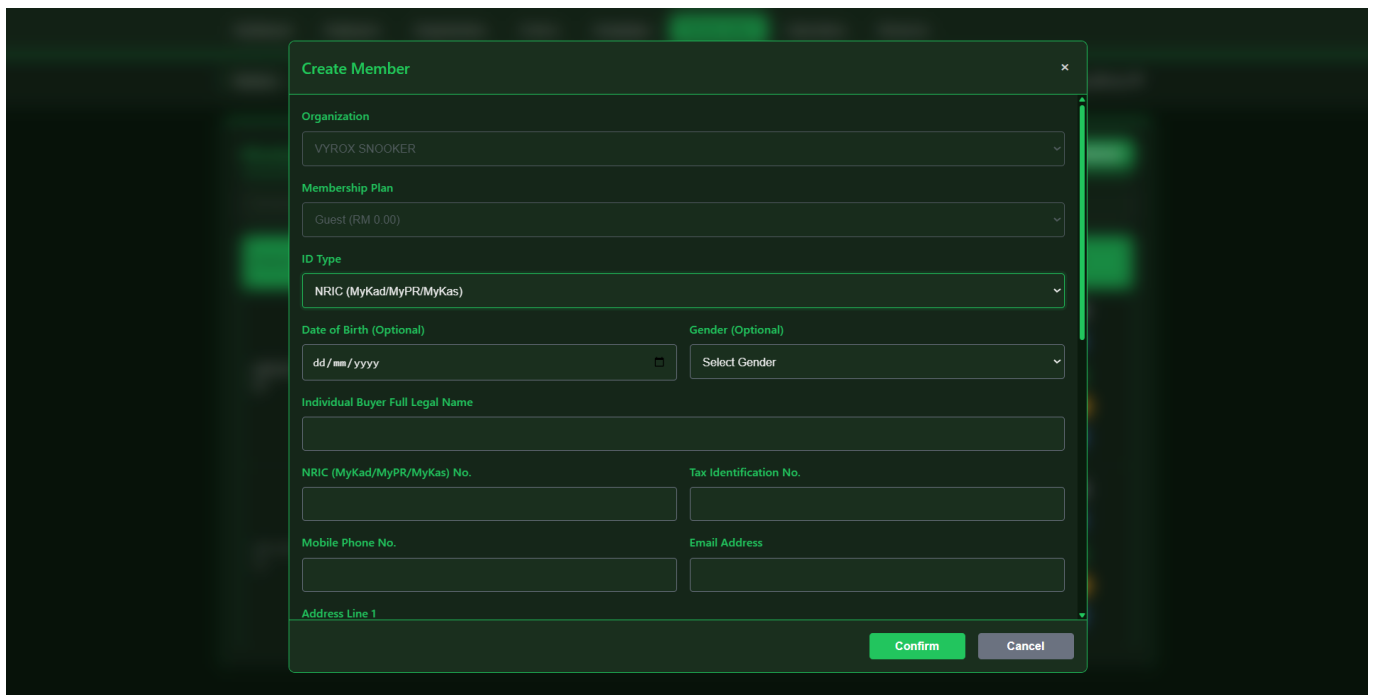 Create Member
×
Organization
VYROX SNOOKER
Membership Plan
Guest (RM 0.00)
ID Type
NRIC (MyKad/MyPR/MyKas)
Date of Birth (Optional) Gender (Optional)
dd/mm/yyyy Select Gender
Individual Buyer Full Legal Name
NRIC (MyKad/MyPR/MyKas) No. Tax Identification No.
Mobile Phone No. Email Address
Address Line 1
Confirm Cancel